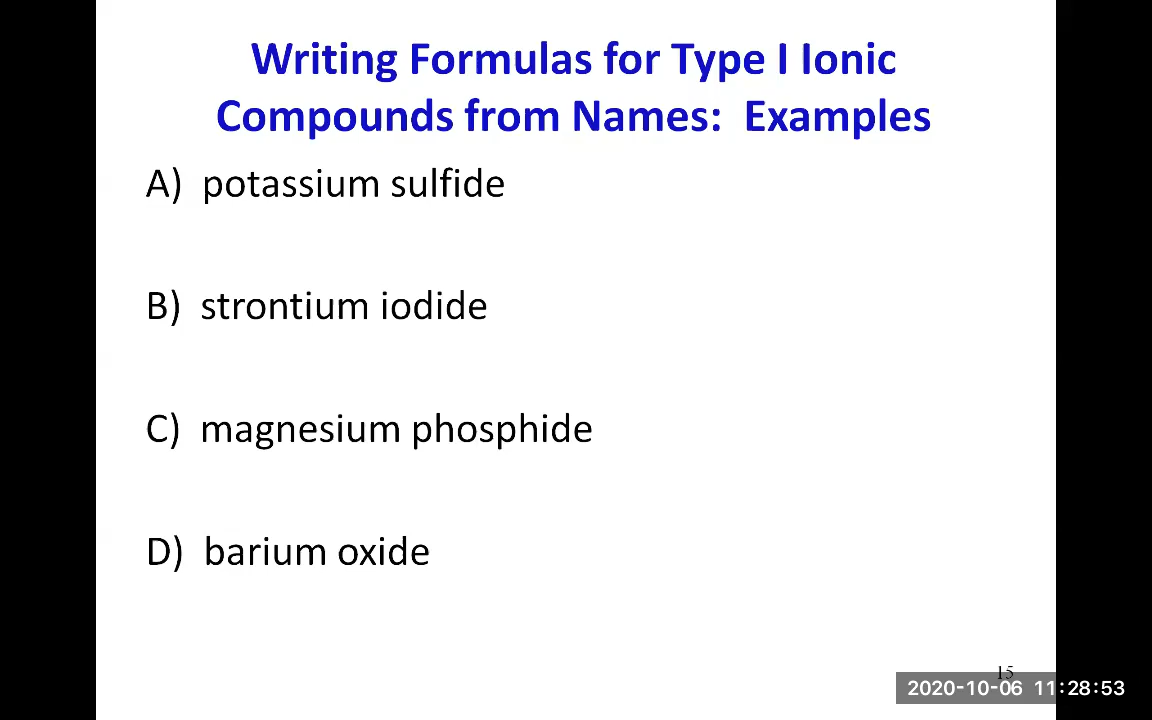 Writing Formulas for Type I Ionic
Compounds from Names:  Examples
A)  potassium sulfide
B)  strontium iodide
C)  magnesium phosphide
D)  barium oxide
15
2020-10-06  11:28:53